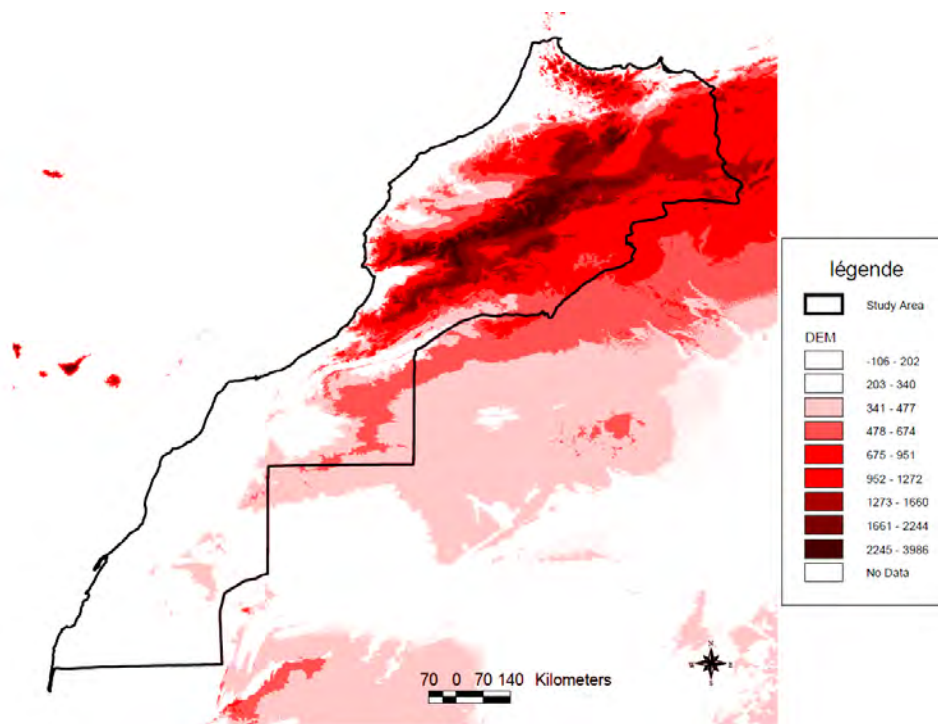 légende
Study Area
DEM
-106 - 202
203 - 340
341 - 477
478 - 674
675 - 951
952 - 1272
1273 - 1660
1661 - 2244
2245 - 3986
No Data
N
W E
S
70 0 70 140 Kilometers